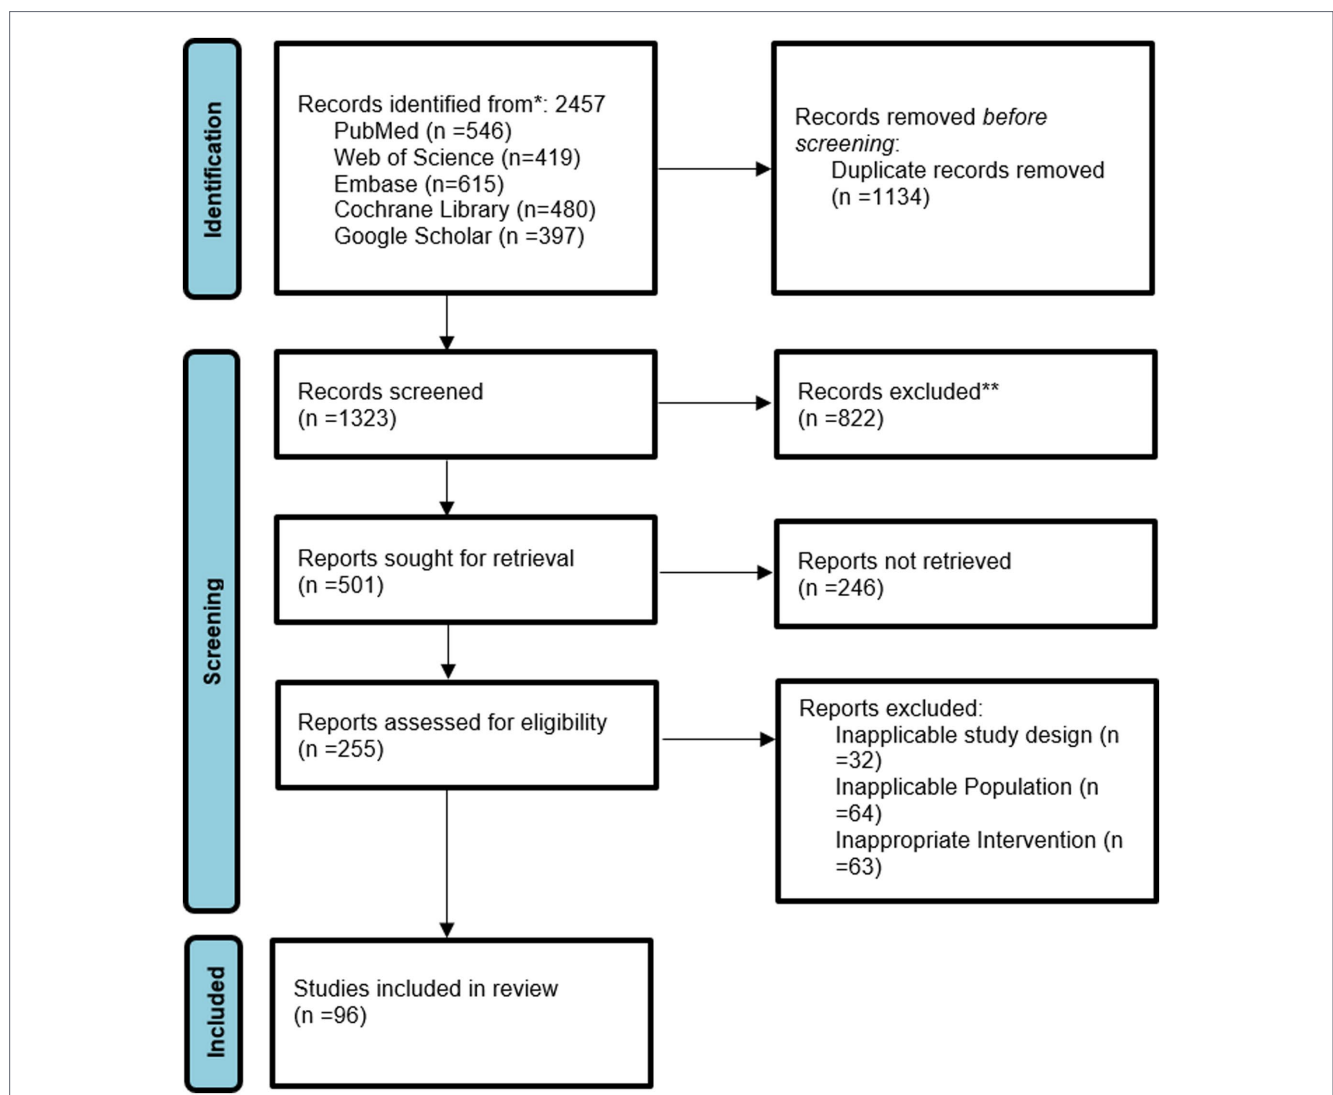 Identification
Records identified from*: 2457
PubMed (n =546)
Web of Science (n=419)
Embase (n=615)
Cochrane Library (n=480)
Google Scholar (n =397)
Records removed before
screening:
Duplicate records removed
(n =1134)
Screening
Records screened
(n =1323)
Records excluded**
(n =822)
Reports sought for retrieval
(n =501)
Reports not retrieved
(n =246)
Reports assessed for eligibility
(n =255)
Reports excluded:
Inapplicable study design (n
=32)
Inapplicable Population (n
=64)
Inappropriate Intervention (n
=63)
Included
Studies included in review
(n =96)